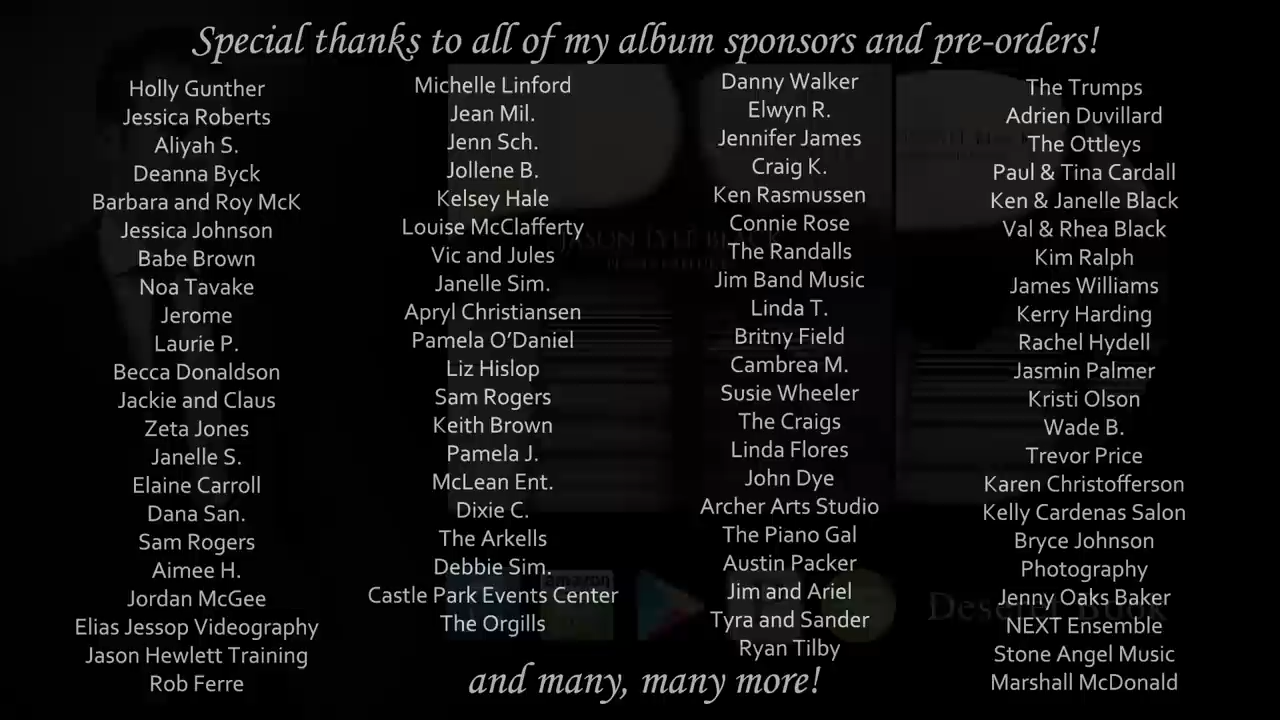 Special thanks to all of my album sponsors and pre-orders!
Holly Gunther
Jessica Roberts
Aliyah S.
Deanna Byck
Barbara and Roy McK
Jessica Johnson
Babe Brown
Noa Tavake
Jerome
Laurie P.
Becca Donaldson
Jackie and Claus
Zeta Jones
Janelle S.
Elaine Carroll
Dana San.
Sam Rogers
Aimee H.
Jordan McGee
Elias Jessop Videography
Jason Hewlett Training
Rob Ferre
Michelle Linford
Jean Mil.
Jenn Sch.
Jollene B.
Kelsey Hale
Louise McClafferty
Vic and Jules
Janelle Sim.
Apryl Christiansen
Pamela O’Daniel
Liz Hislop
Sam Rogers
Keith Brown
Pamela J.
McLean Ent.
Dixie C.
The Arkells
Debbie Sim.
Castle Park Events Center
The Orgills
Danny Walker
Elwyn R.
Jennifer James
Craig K.
Ken Rasmussen
Connie Rose
The Randalls
Jim Band Music
Linda T.
Britny Field
Cambrea M.
Susie Wheeler
The Craigs
Linda Flores
John Dye
Archer Arts Studio
The Piano Gal
Austin Packer
Jim and Ariel
Tyra and Sander
Ryan Tilby
The Trumps
Adrien Duvillard
The Ottleys
Paul & Tina Cardall
Ken & Janelle Black
Val & Rhea Black
Kim Ralph
James Williams
Kerry Harding
Rachel Hydell
Jasmin Palmer
Kristi Olson
Wade B.
Trevor Price
Karen Christofferson
Kelly Cardenas Salon
Bryce Johnson
Photography
Jenny Oaks Baker
NEXT Ensemble
Stone Angel Music
Marshall McDonald
and many, many more!
JASON LYLE BLACK
amazon
Deseret Book